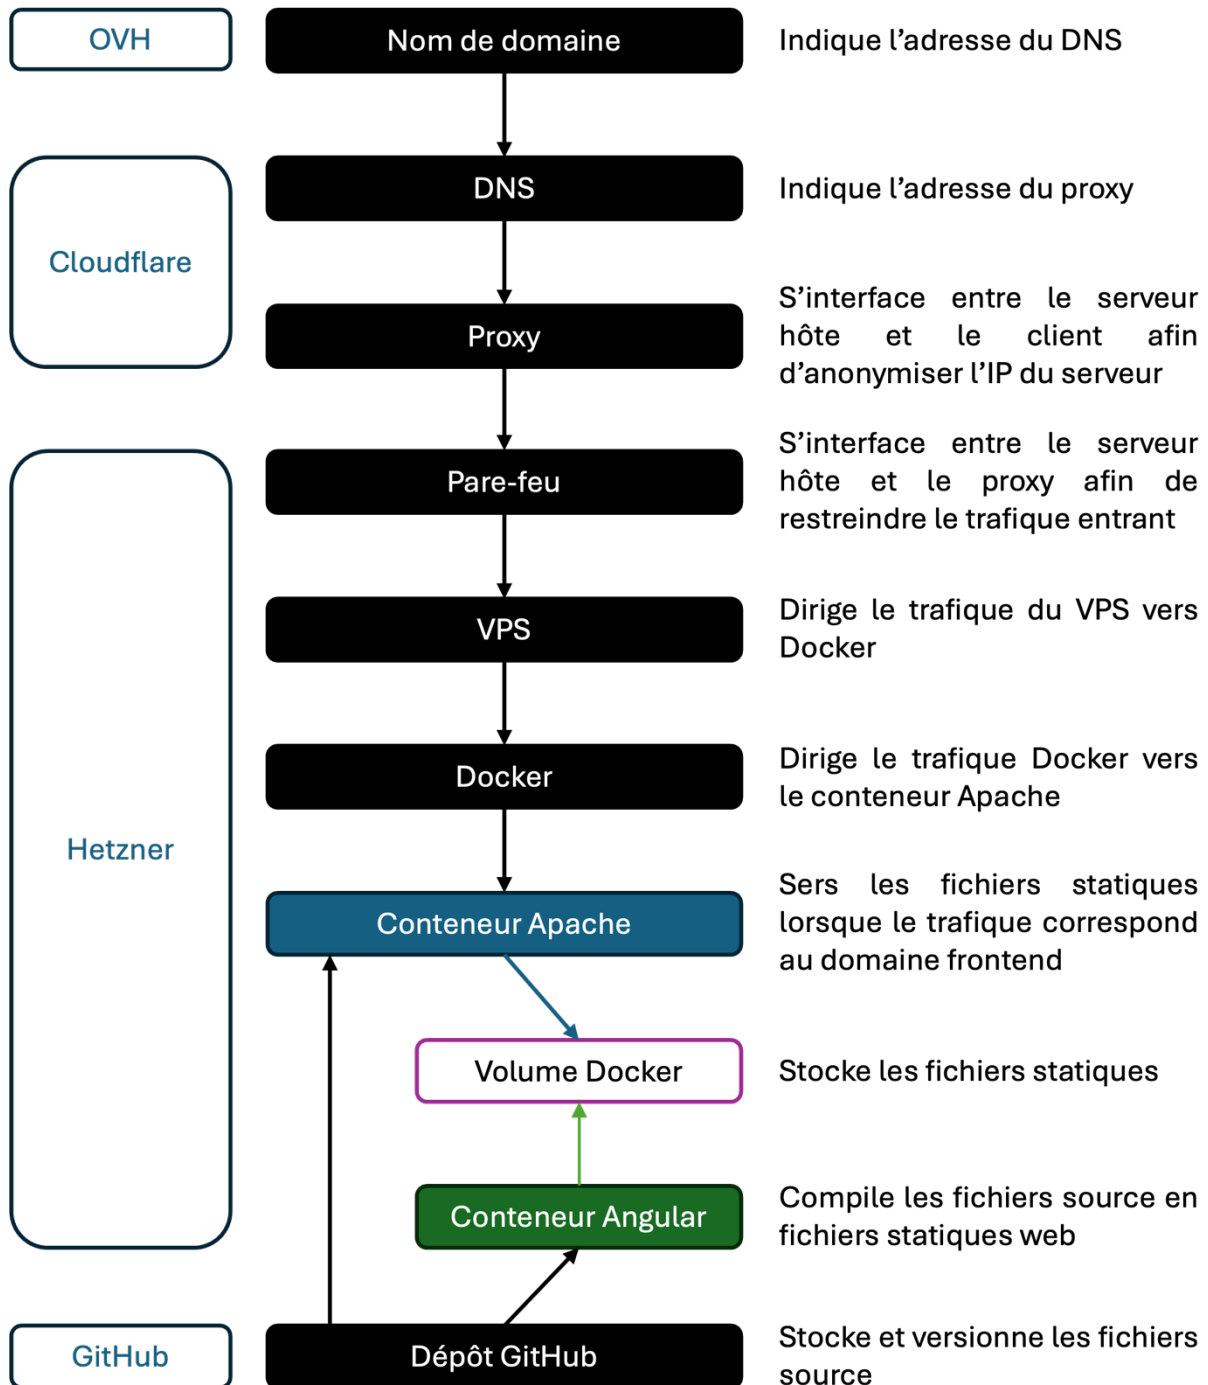 OVH
Nom de domaine
Indique l’adresse du DNS
Cloudflare
DNS
Indique l’adresse du proxy
Proxy
S’interface entre le serveur
hôte et le client afin
d’anonymiser l’IP du serveur
Hetzner
Pare-feu
S’interface entre le serveur
hôte et le proxy afin de
restreindre le trafique entrant
VPS
Dirige le trafique du VPS vers
Docker
Docker
Dirige le trafique Docker vers
le conteneur Apache
Conteneur Apache
Sers les fichiers statiques
lorsque le trafique correspond
au domaine frontend
Volume Docker
Stocke les fichiers statiques
Conteneur Angular
Compile les fichiers source en
fichiers statiques web
GitHub
Dépôt GitHub
Stocke et versionne les fichiers
source